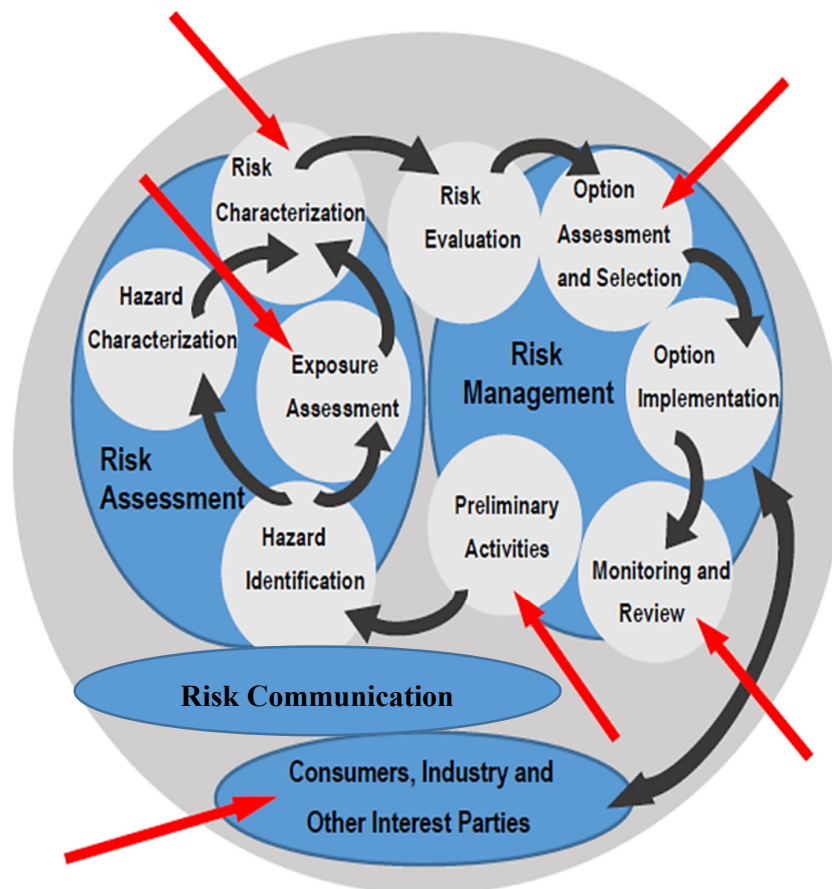 Risk
Characterization
Hazard
Characterization
Exposure
Assessment
Risk
Assessment
Hazard
Identification
Risk
Evaluation
Option
Assessment
and Selection
Risk
Management
Option
Implementation
Preliminary
Activities
Monitoring and
Review
Risk Communication
Consumers, Industry and
Other Interest Parties